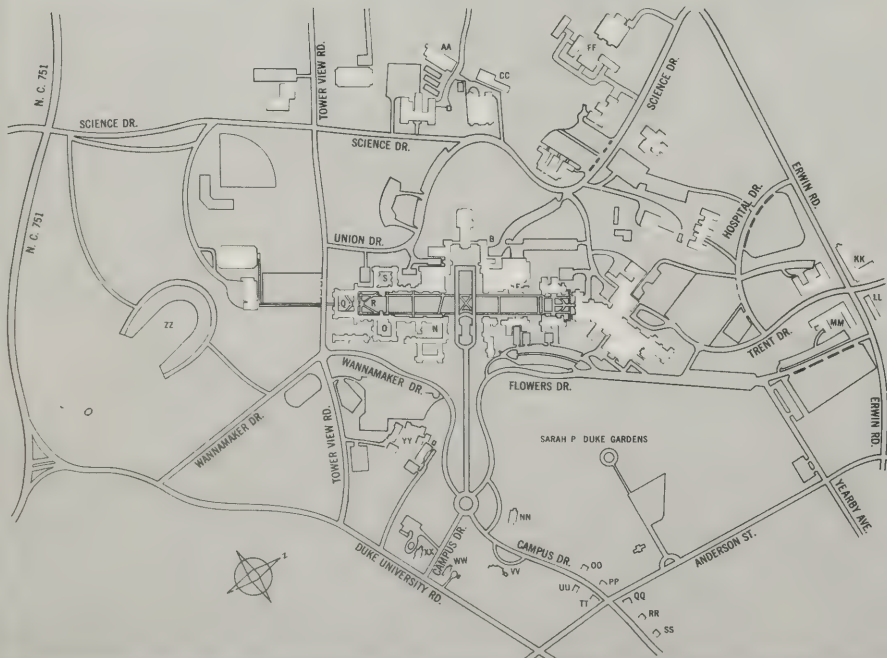 N. C. 751
TOWER VIEW RD.
AA
CC
FF
SCIENCE DR.
SCIENCE DR.
SCIENCE DR.
ERWIN RD.
HOSPITAL DR.
N. C. 751
UNION DR.
B
S
KK
LL
Q
R
O
N
ZZ
TRENT DR.
MM
WANNAMAKER DR.
FLOWERS DR.
ERWIN RD.
WANNAMAKER DR.
TOWER VIEW RD.
YY
SARAH P DUKE GARDENS
YEARBY AVE.
NN
CAMPUS DR.
CAMPUS DR.
ANDERSON ST.
XX
WW
VV
OO
PP
UU
TT
QQ
RR
SS
DUKE UNIVERSITY RD.
Z